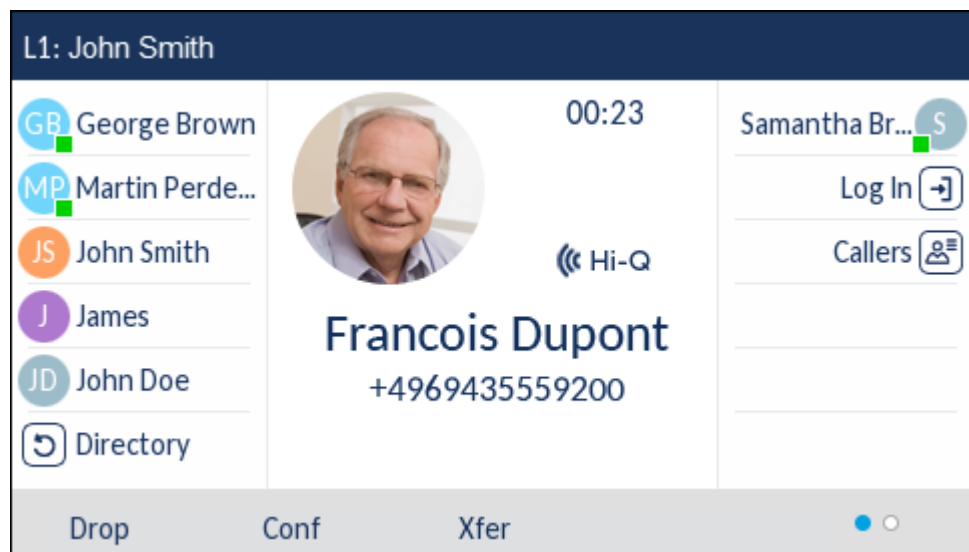 L1: John Smith
GB George Brown
MP Martin Perde...
JS John Smith
J James
JD John Doe
Directory
00:23
Hi-Q
Francois Dupont
+4969435559200
Samantha Br... S
Log In
Callers
Drop Conf Xfer